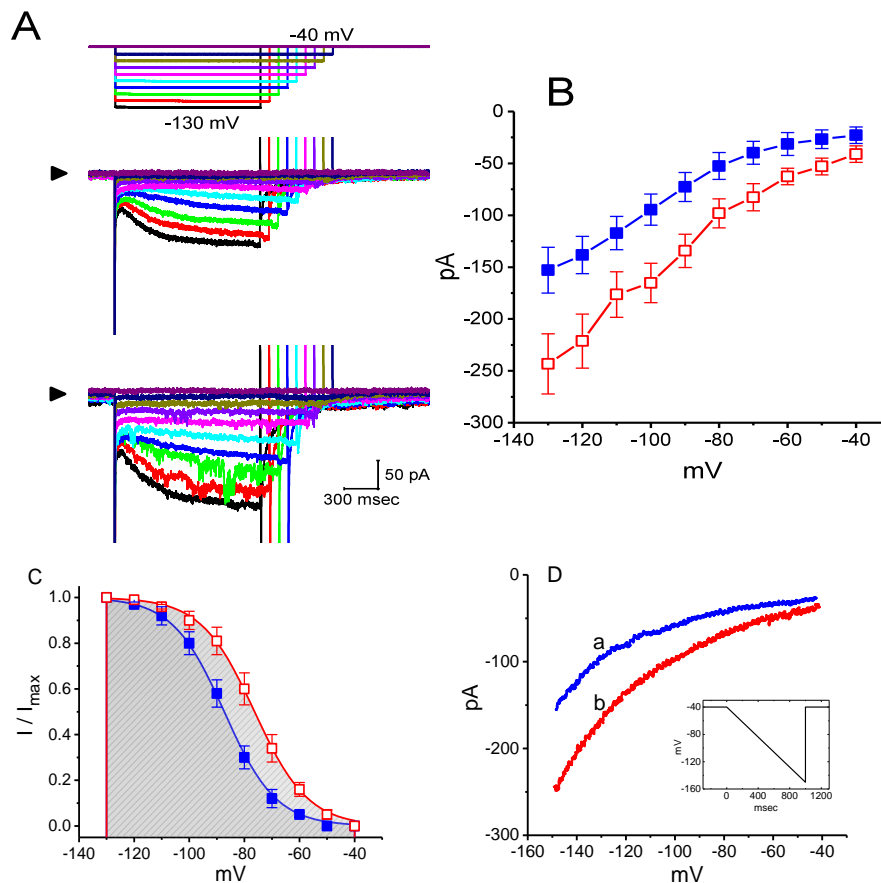 A
-40 mV
-130 mV
50 pA
300 msec
B
0
-50
-100
-150
-200
-250
-300
pA
-140 -120 -100 -80 -60 -40
mV
C
1.0
0.8
0.6
0.4
0.2
0.0
I / Imax
-140 -120 -100 -80 -60 -40
mV
D
0
-100
-200
-300
pA
a
b
-40
-80
-120
-160
mV
0 400 800 1200
msec
-160 -140 -120 -100 -80 -60 -40
mV